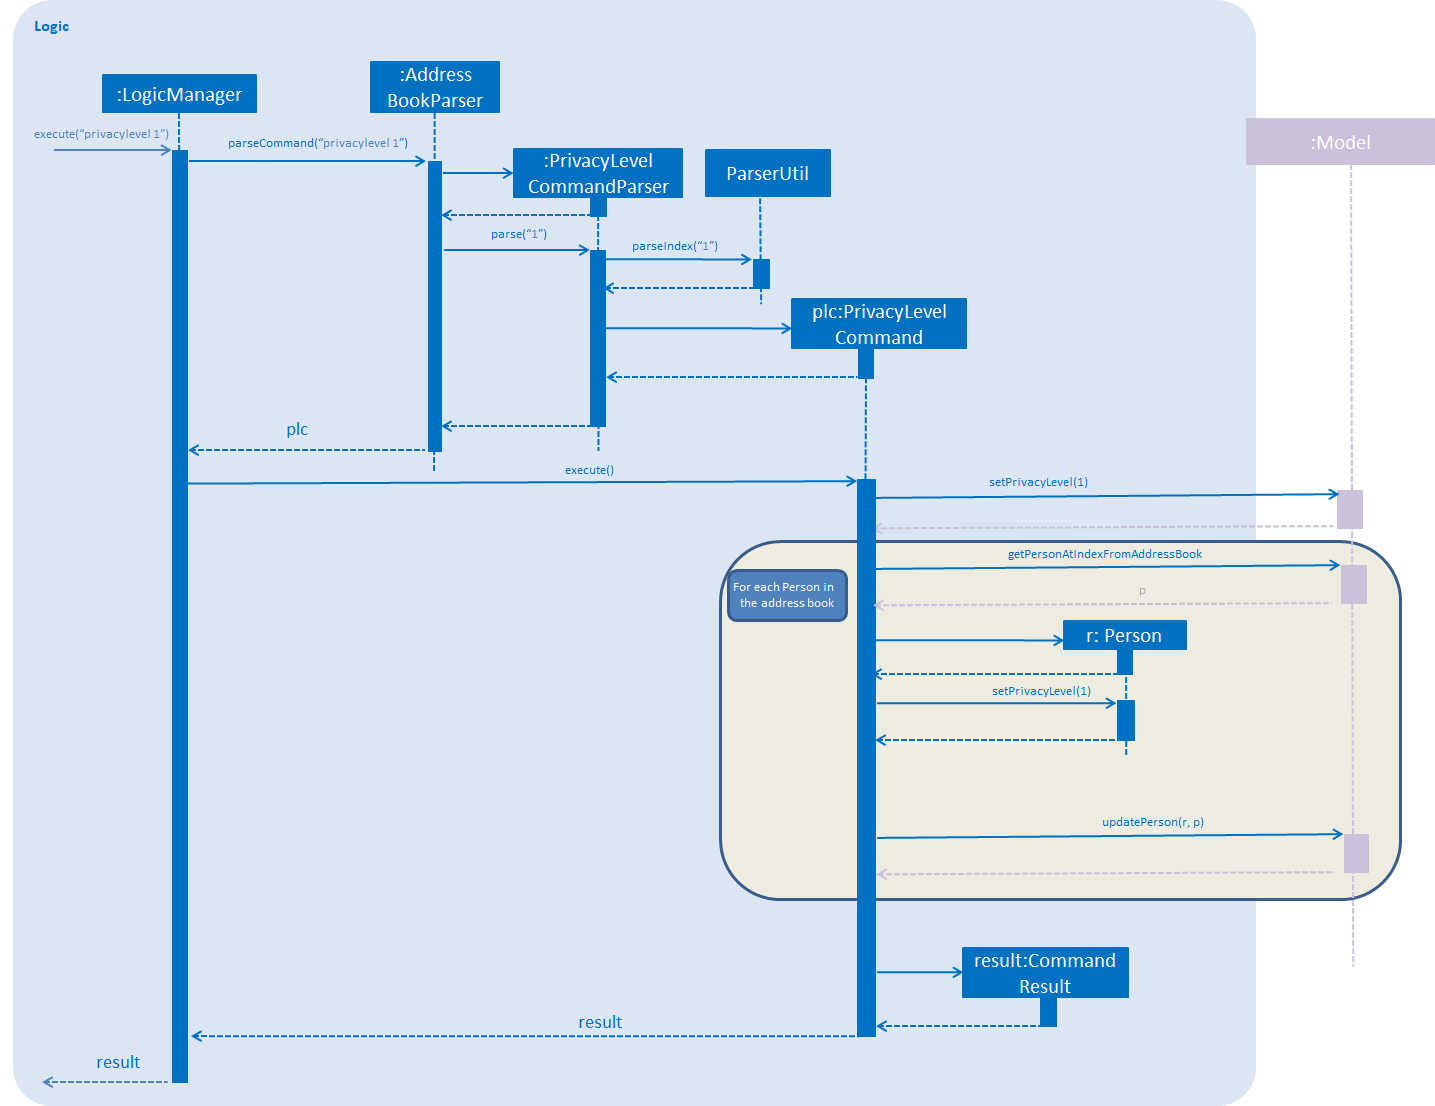 Logic
:Address
BookParser
:LogicManager
execute(“privacylevel 1”)
parseCommand(“privacylevel 1”)
:Model
:PrivacyLevel
CommandParser
ParserUtil
parse(“1”)
parseIndex(“1”)
plc:PrivacyLevel
Command
plc
execute()
setPrivacyLevel(1)
getPersonAtIndexFromAddressBook
For each Person in
the address book
p
r: Person
setPrivacyLevel(1)
updatePerson(r, p)
result:Command
Result
result
result